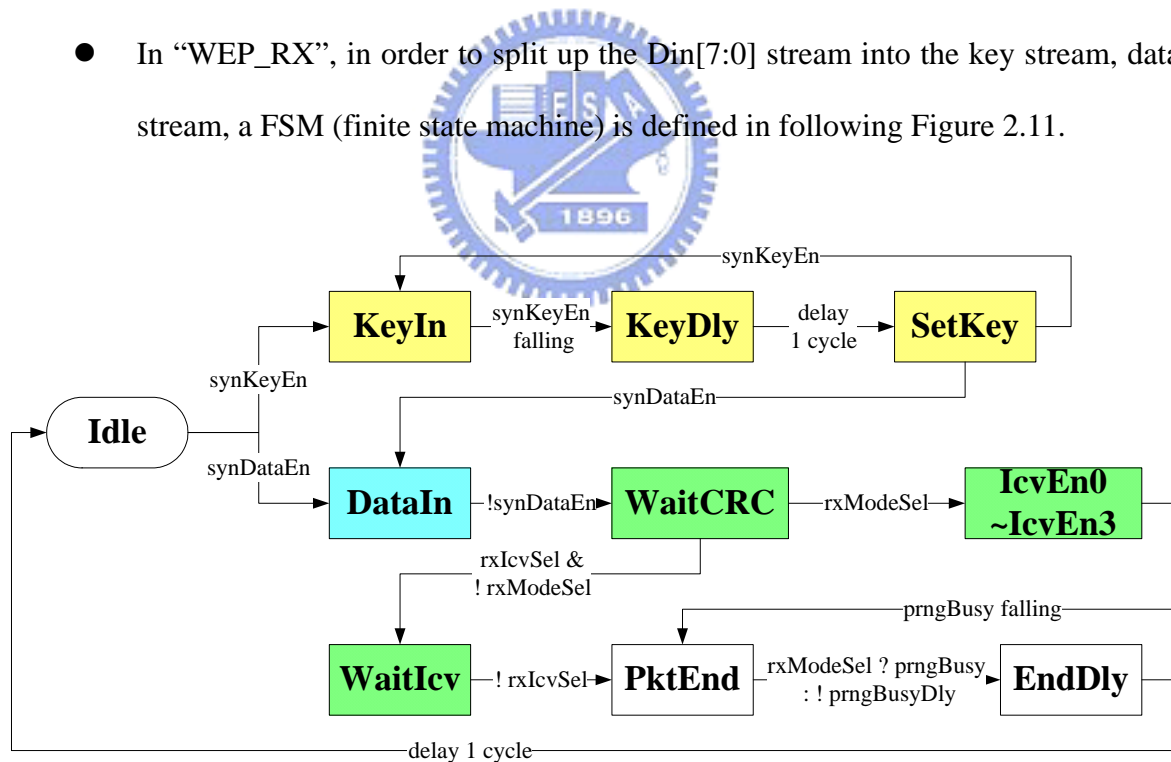 ● In “WEP_RX”, in order to split up the Din[7:0] stream into the key stream, data
stream, a FSM (finite state machine) is defined in following Figure 2.11.
E S A
1896
synKeyEn
KeyIn
synKeyEn
falling
KeyDly
delay
1 cycle
SetKey
synKeyEn
synDataEn
Idle
synDataEn
DataIn
!synDataEn
WaitCRC
rxModeSel
IcvEn0
~IcvEn3
rxIcvSel &
! rxModeSel
prngBusy falling
WaitIcv
! rxIcvSel
PktEnd
rxModeSel ? prngBusy
: ! prngBusyDly
EndDly
delay 1 cycle